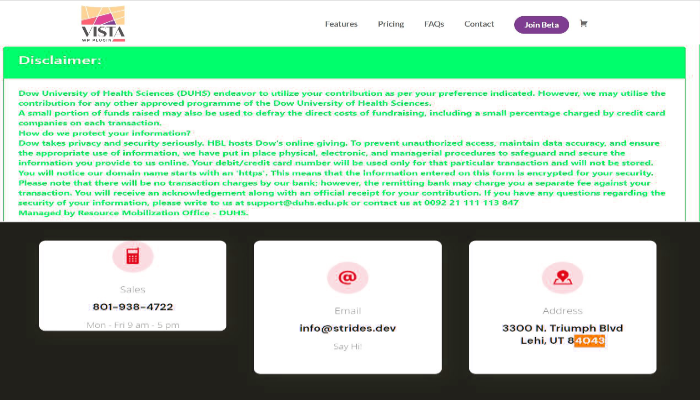 VISTA
WP PLUGIN
Features
Pricing
FAQs
Contact
Join Beta
Disclaimer:
Dow University of Health Sciences (DUHS) endeavor to utilize your contribution as per your preference indicated. However, we may utilise the
contribution for any other approved programme of the Dow University of Health Sciences.
A small portion of funds raised may also be used to defray the direct costs of fundraising, including a small percentage charged by credit card
companies on each transaction.
How do we protect your information?
Dow takes privacy and security seriously. HBL hosts Dow's online giving. To prevent unauthorized access, maintain data accuracy, and ensure
the appropriate use of information, we have put in place physical, electronic, and managerial procedures to safeguard and secure the
information you provide to us online. Your debit/credit card number will be used only for that particular transaction and will not be stored.
You will notice our domain name starts with an 'https'. This means that the information entered on this form is encrypted for your security.
Please note that there will be no transaction charges by our bank; however, the remitting bank may charge you a separate fee against your
transaction. You will receive an acknowledgement along with an official receipt for your contribution. If you have any questions regarding the
security of your information, please write to us at support@duhs.edu.pk or contact us at 0092 21 111 113 847
Managed by Resource Mobilization Office - DUHS.
Sales
801-938-4722
Mon - Fri 9 am - 5 pm
Email
info@strides.dev
Say Hi!
Address
3300 N. Triumph Blvd
Lehi, UT 84043